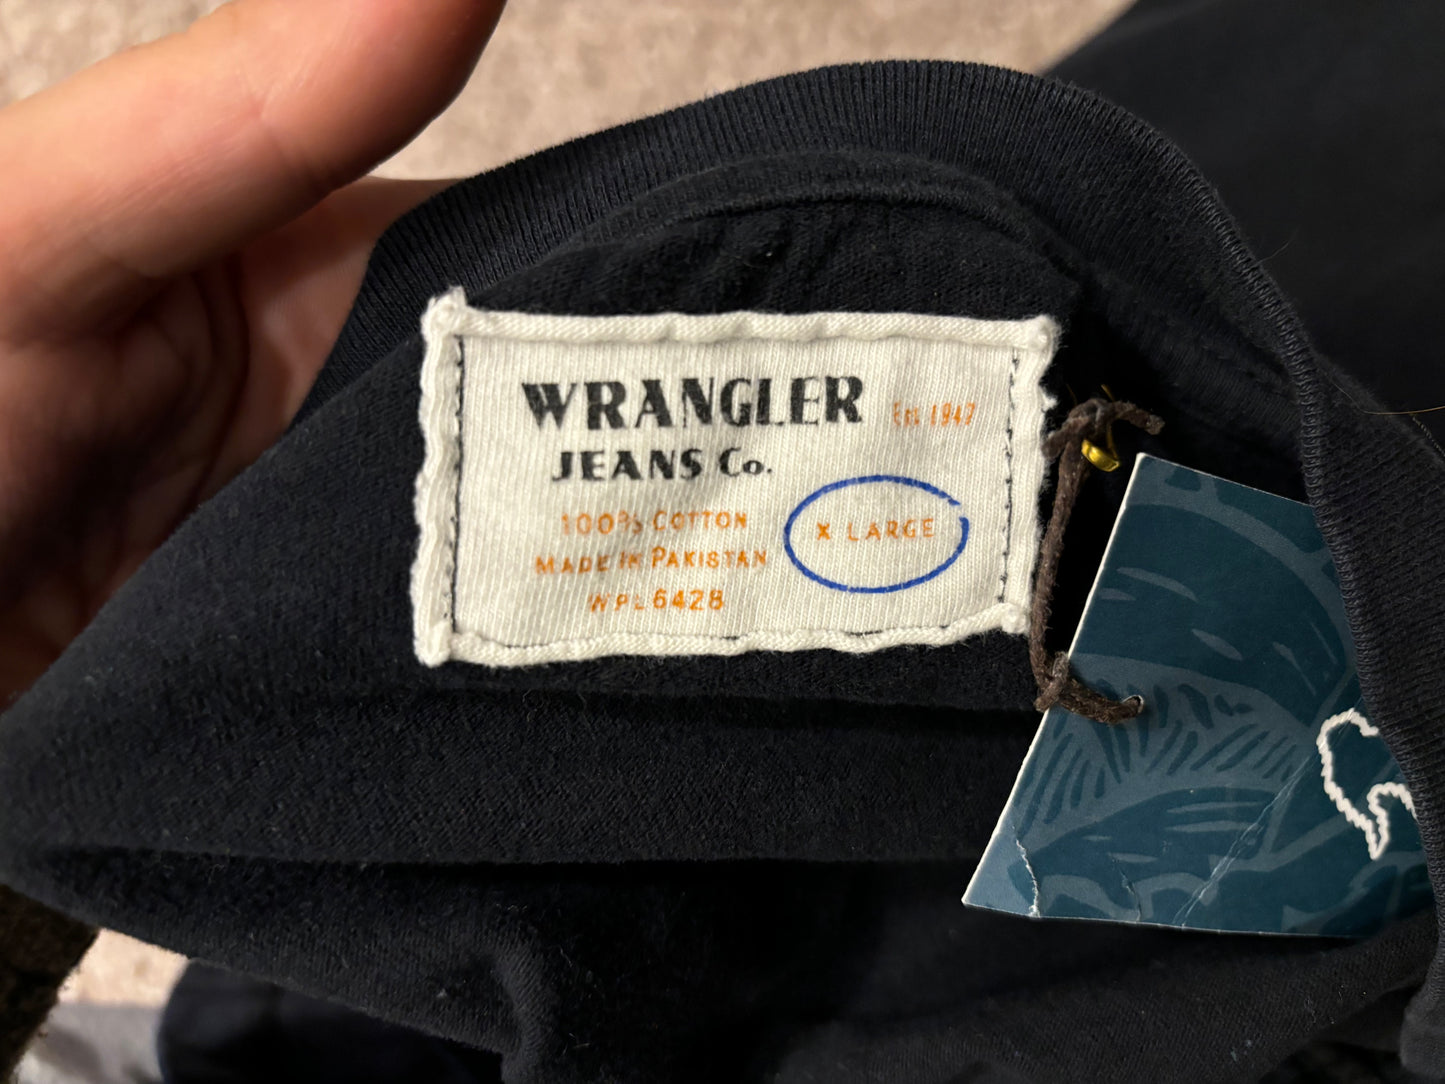 WRANGLER Est 1947
JEANS Co.
100% COTTON
X LARGE
MADE IN PAKISTAN
WPL 6428